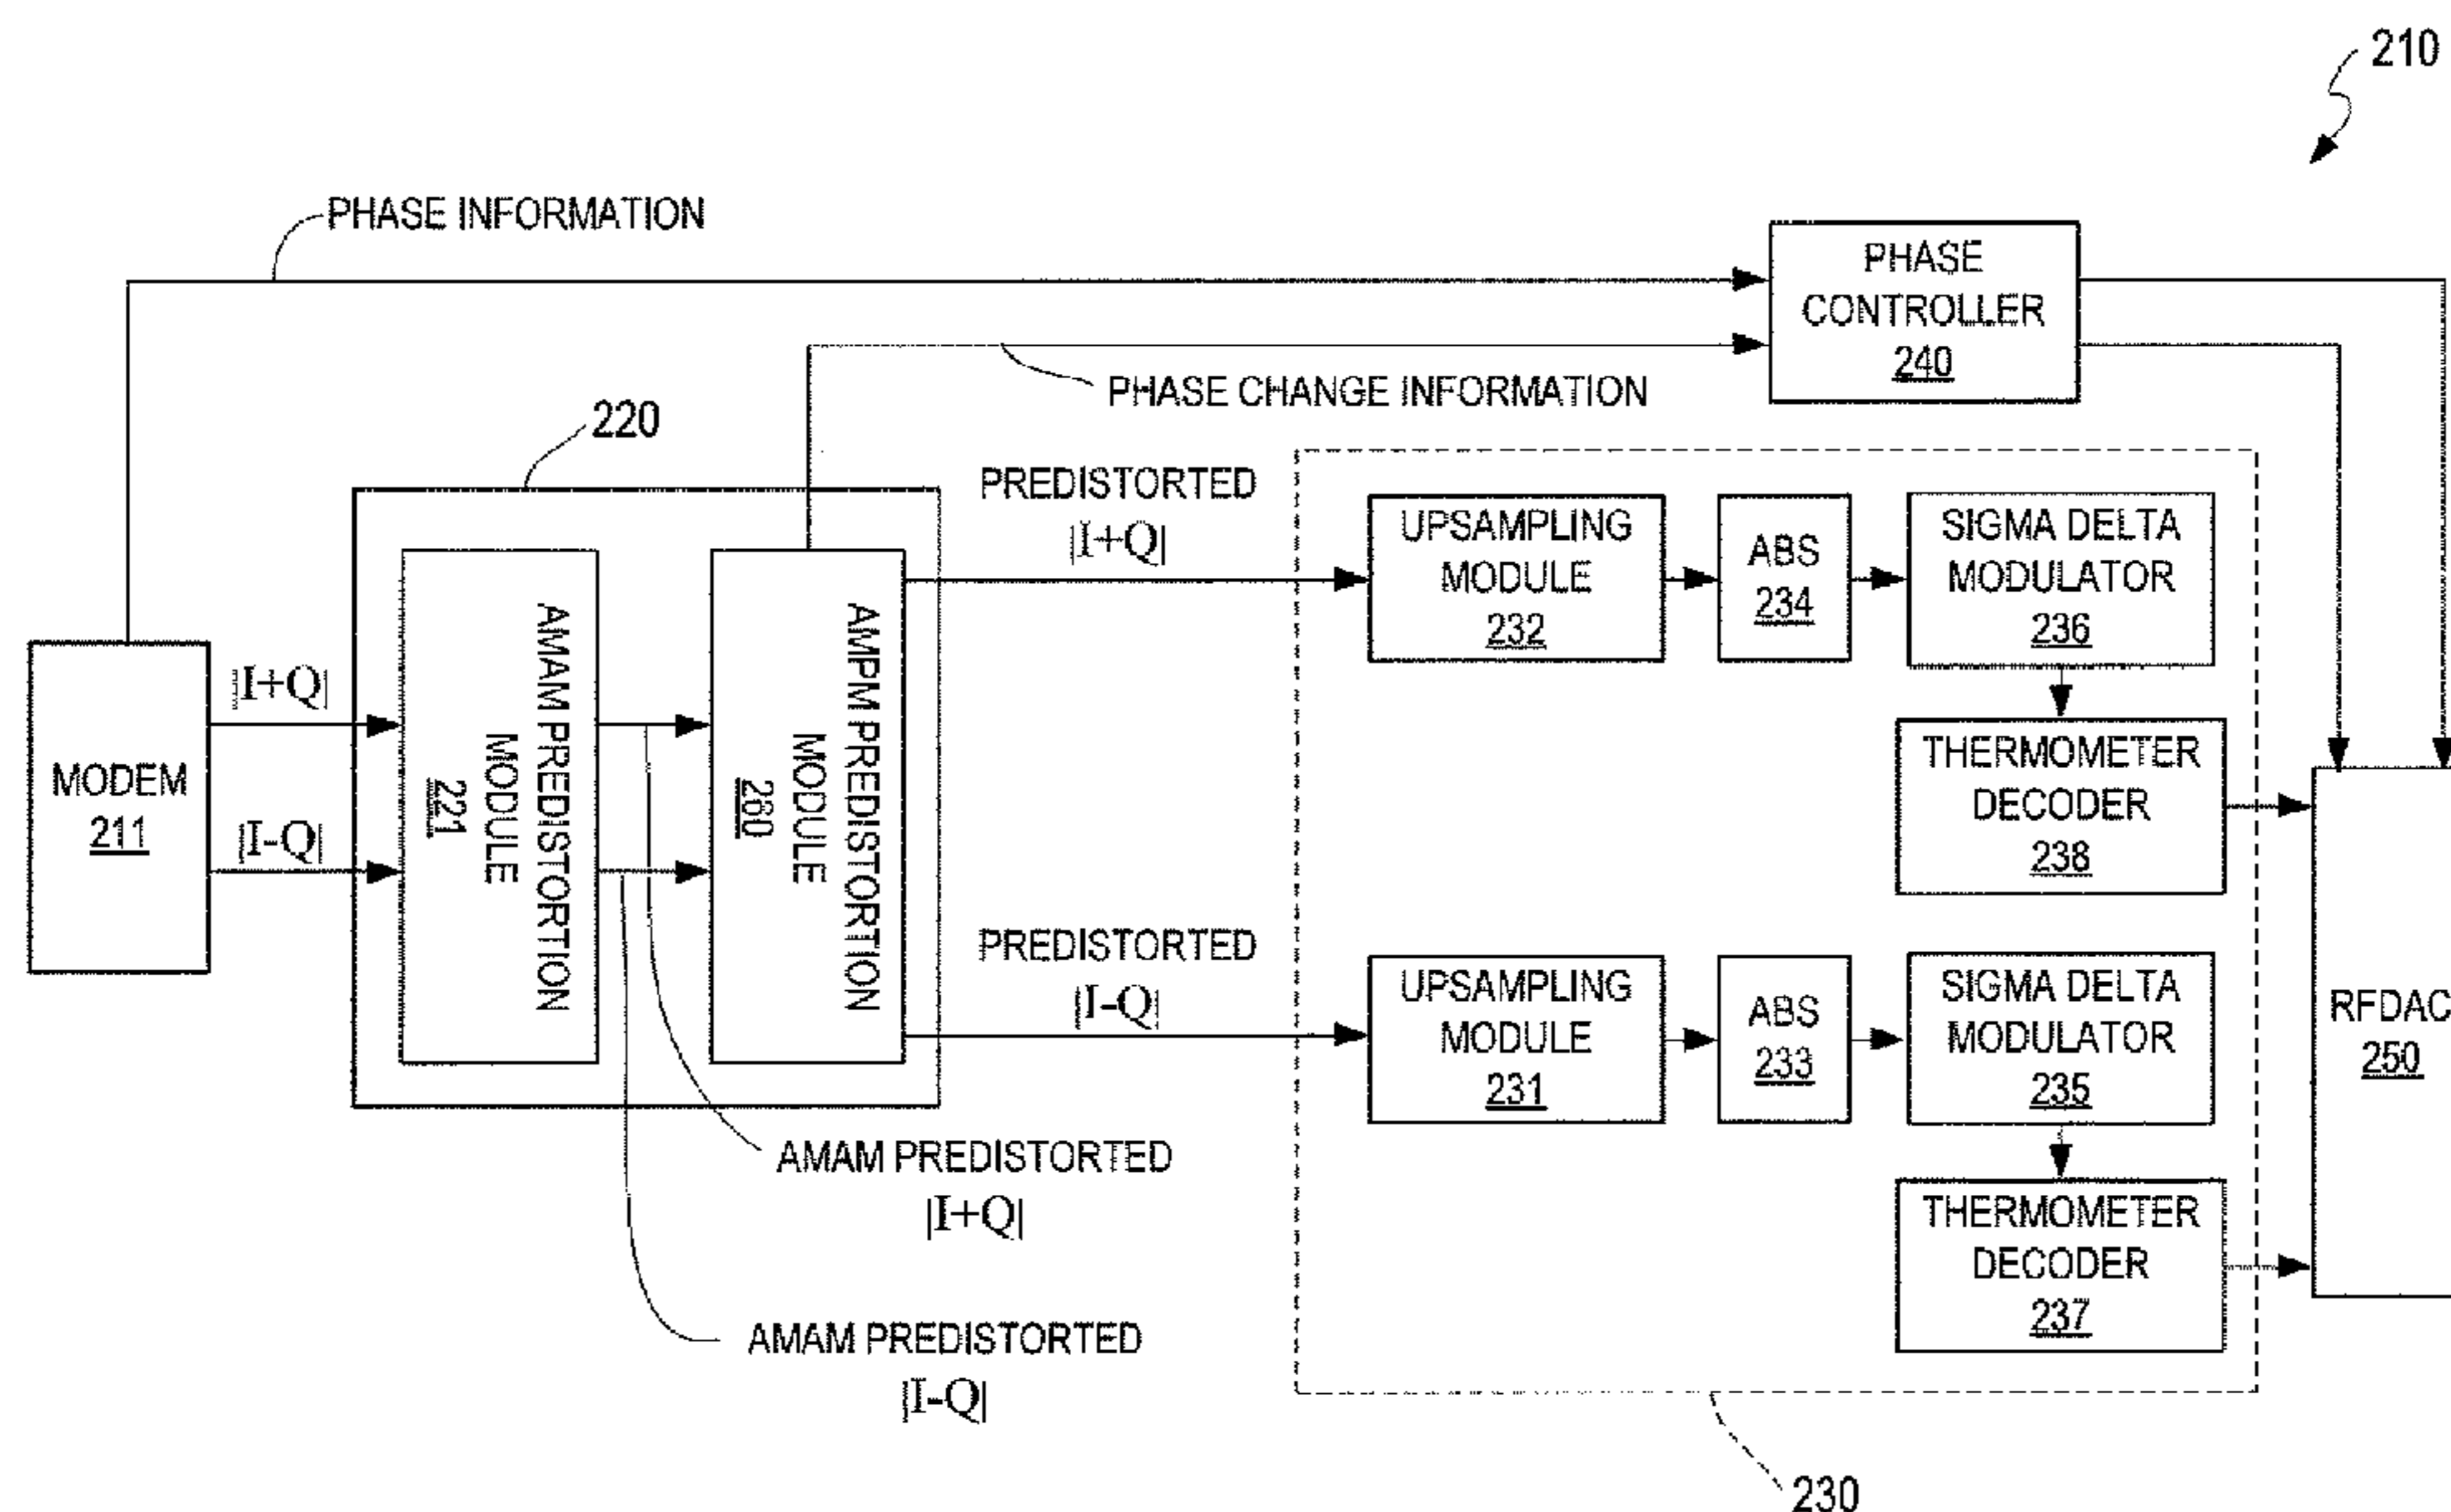 210
PHASE INFORMATION
PHASE
CONTROLLER
240
PHASE CHANGE INFORMATION
220
PREDISTORTED
|I+Q|
UPSAMPLING
MODULE
232
ABS
234
SIGMA DELTA
MODULATOR
236
MODEM
211
|I+Q|
|I-Q|
AMAM PREDISTORTION
MODULE
221
AMPM PREDISTORTION
MODULE
260
THERMOMETER
DECODER
238
PREDISTORTED
|I-Q|
UPSAMPLING
MODULE
231
ABS
233
SIGMA DELTA
MODULATOR
235
RFDAC
250
AMAM PREDISTORTED
|I+Q|
THERMOMETER
DECODER
237
AMAM PREDISTORTED
|I-Q|
230